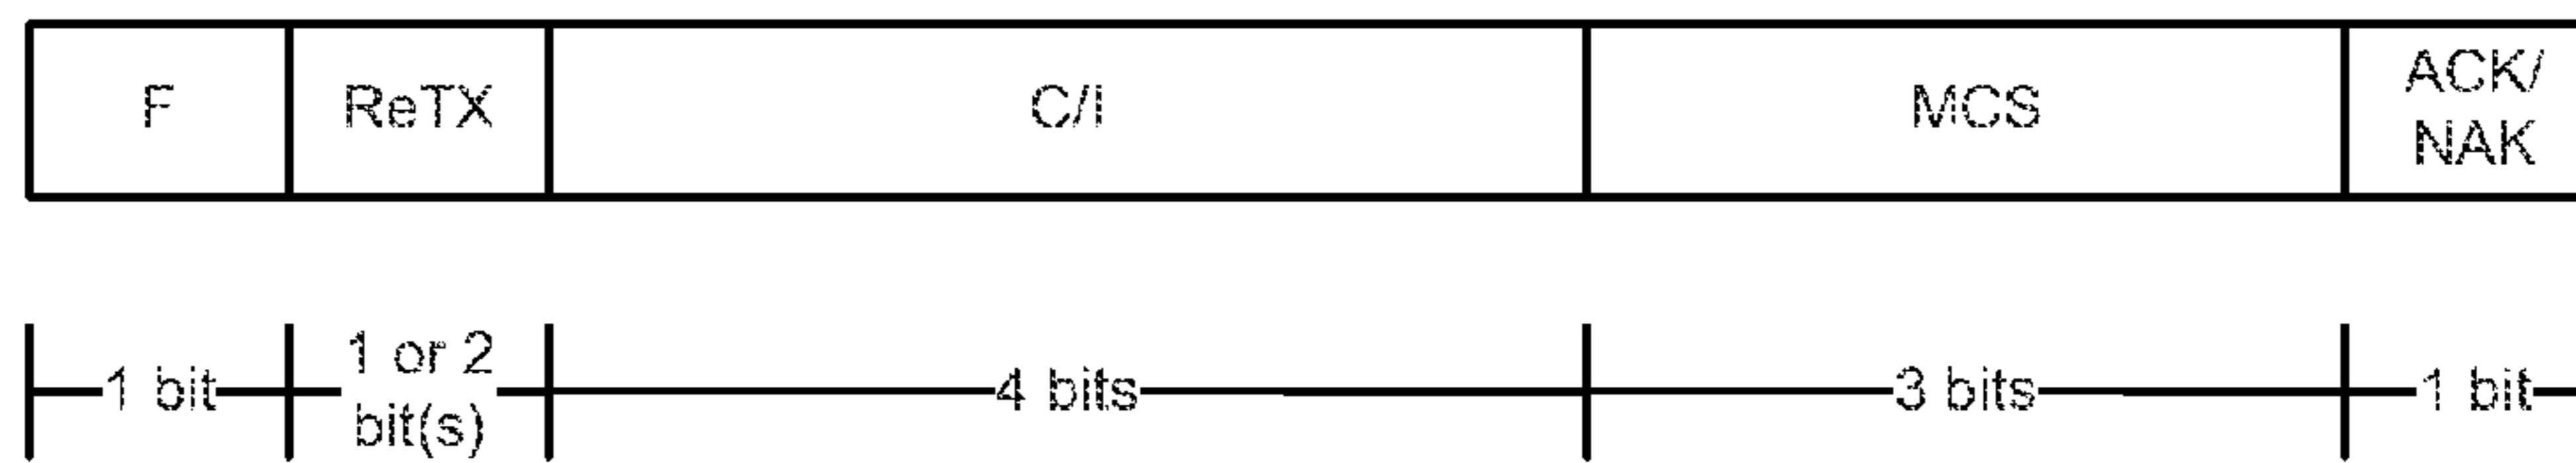 F
ReTX
C/I
MCS
ACK/
NAK
1 bit
1 or 2
bit(s)
4 bits
3 bits
1 bit